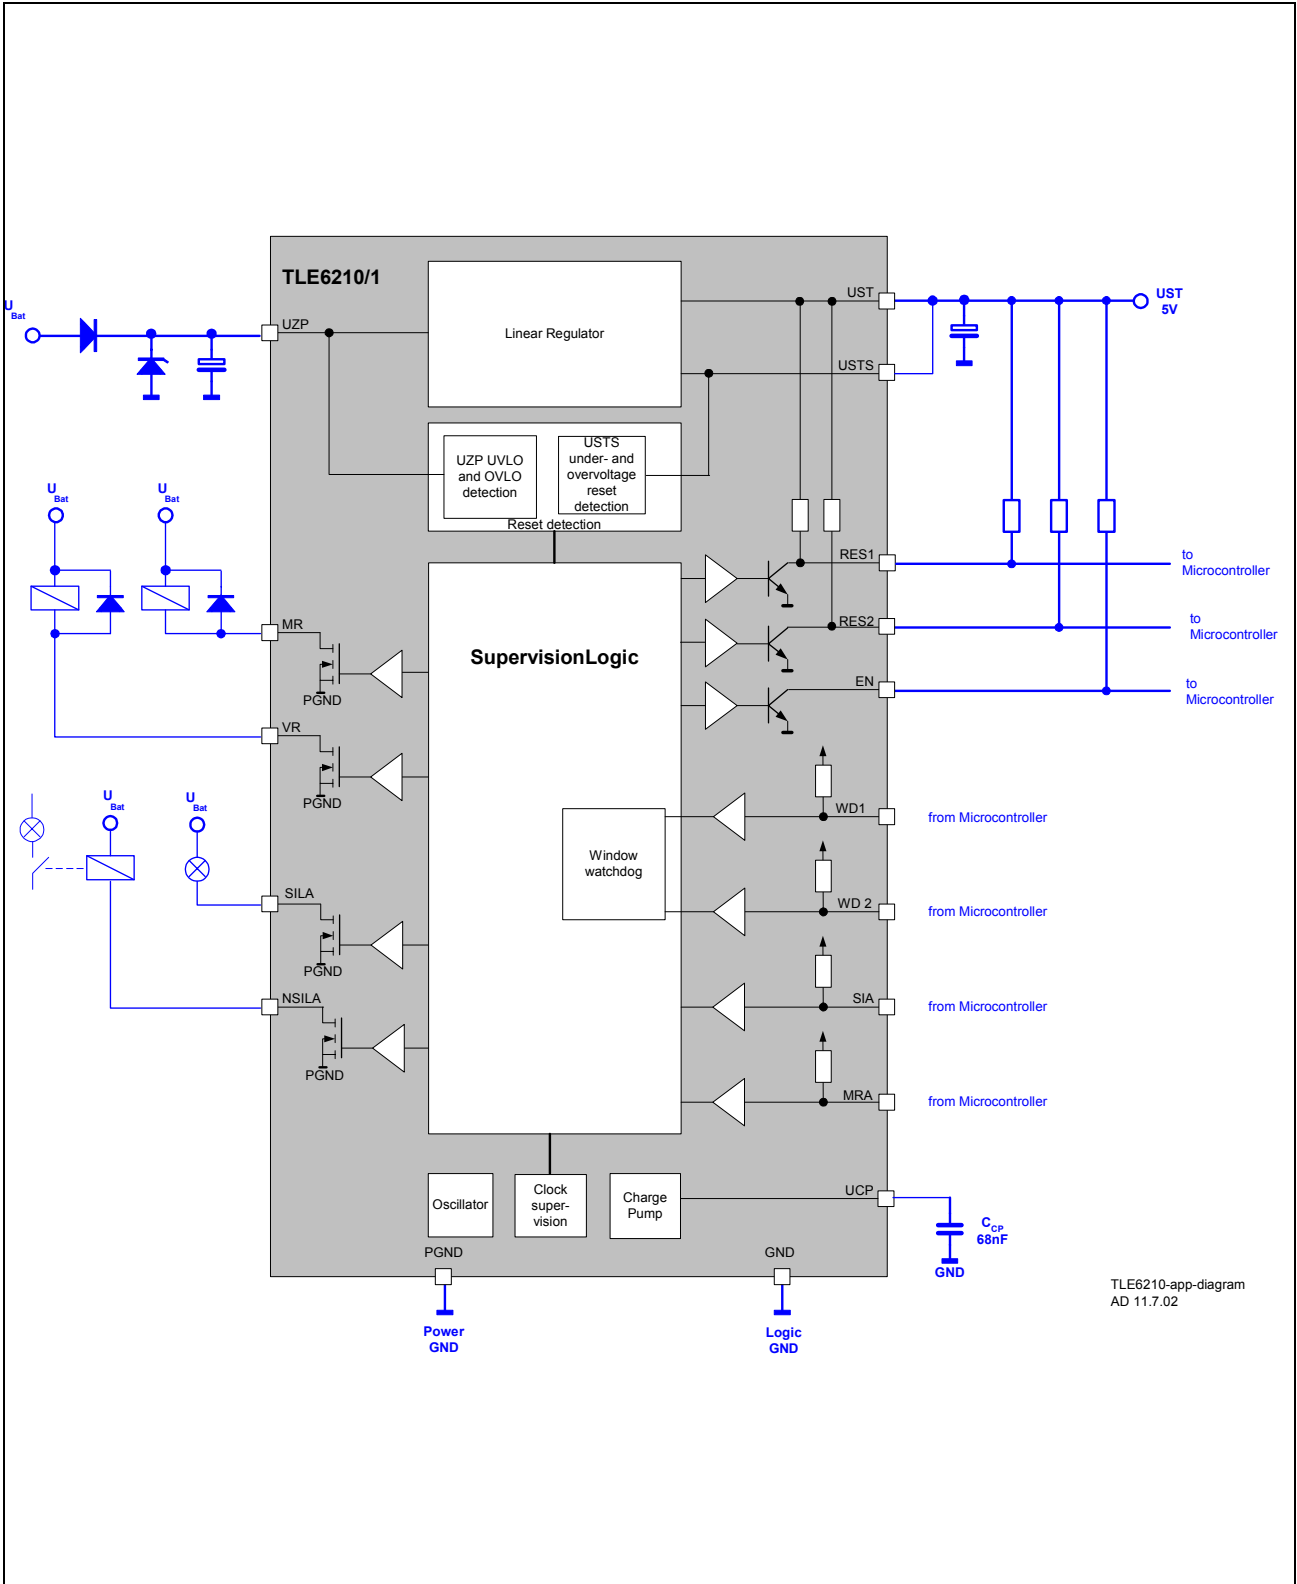 TLE6210/1
U
Bat
UZP
Linear Regulator
UST
UST
5V
USTS
UZP UVLO
and OVLO
detection
USTS
under- and
overvoltage
reset
detection
Reset detection
U
Bat
U
Bat
RES1
to
Microcontroller
MR
PGND
SupervisionLogic
RES2
to
Microcontroller
EN
to
Microcontroller
VR
PGND
U
Bat
U
Bat
WD1
from Microcontroller
Window
watchdog
SILA
PGND
WD 2
from Microcontroller
NSILA
PGND
SIA
from Microcontroller
MRA
from Microcontroller
Oscillator
Clock
super-
vision
Charge
Pump
UCP
C
CP
68nF
GND
PGND
GND
Power
GND
Logic
GND
TLE6210-app-diagram
AD 11.7.02